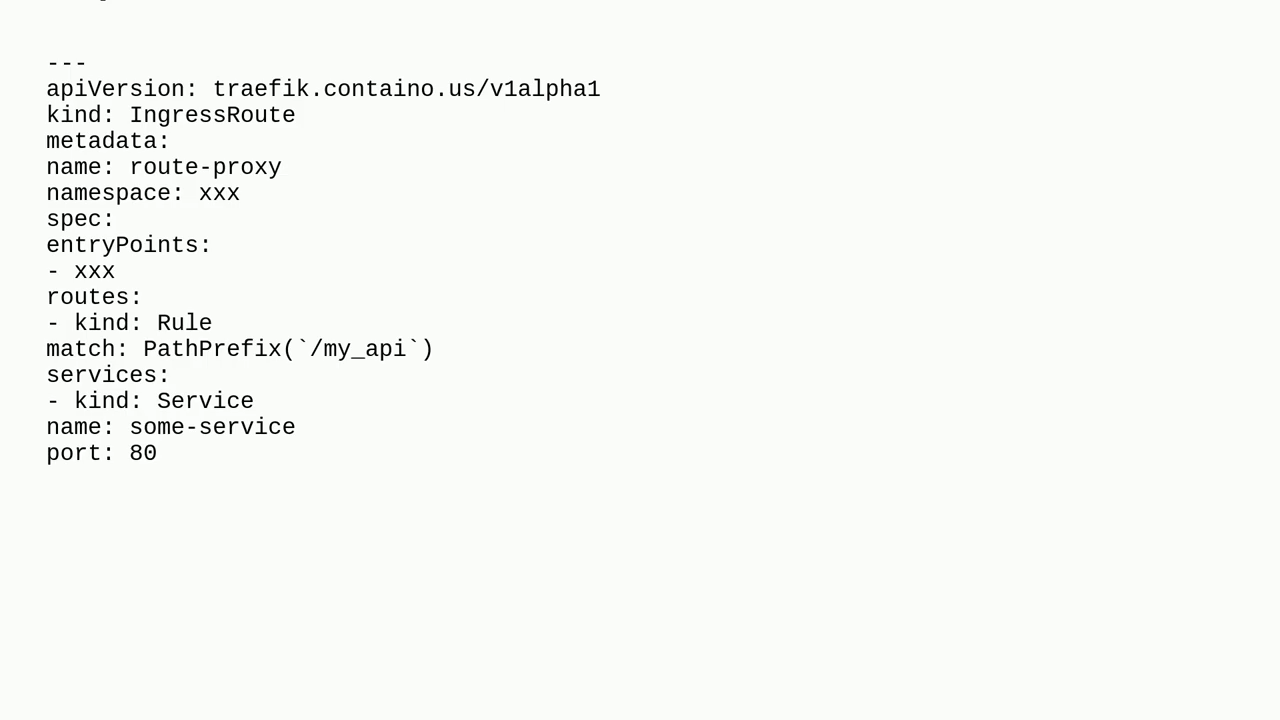 ---
apiVersion: traefik.containo.us/v1alpha1
kind: IngressRoute
metadata:
name: route-proxy
namespace: xxx
spec:
entryPoints:
- xxx
routes:
- kind: Rule
match: PathPrefix(`/my_api`)
services:
- kind: Service
name: some-service
port: 80